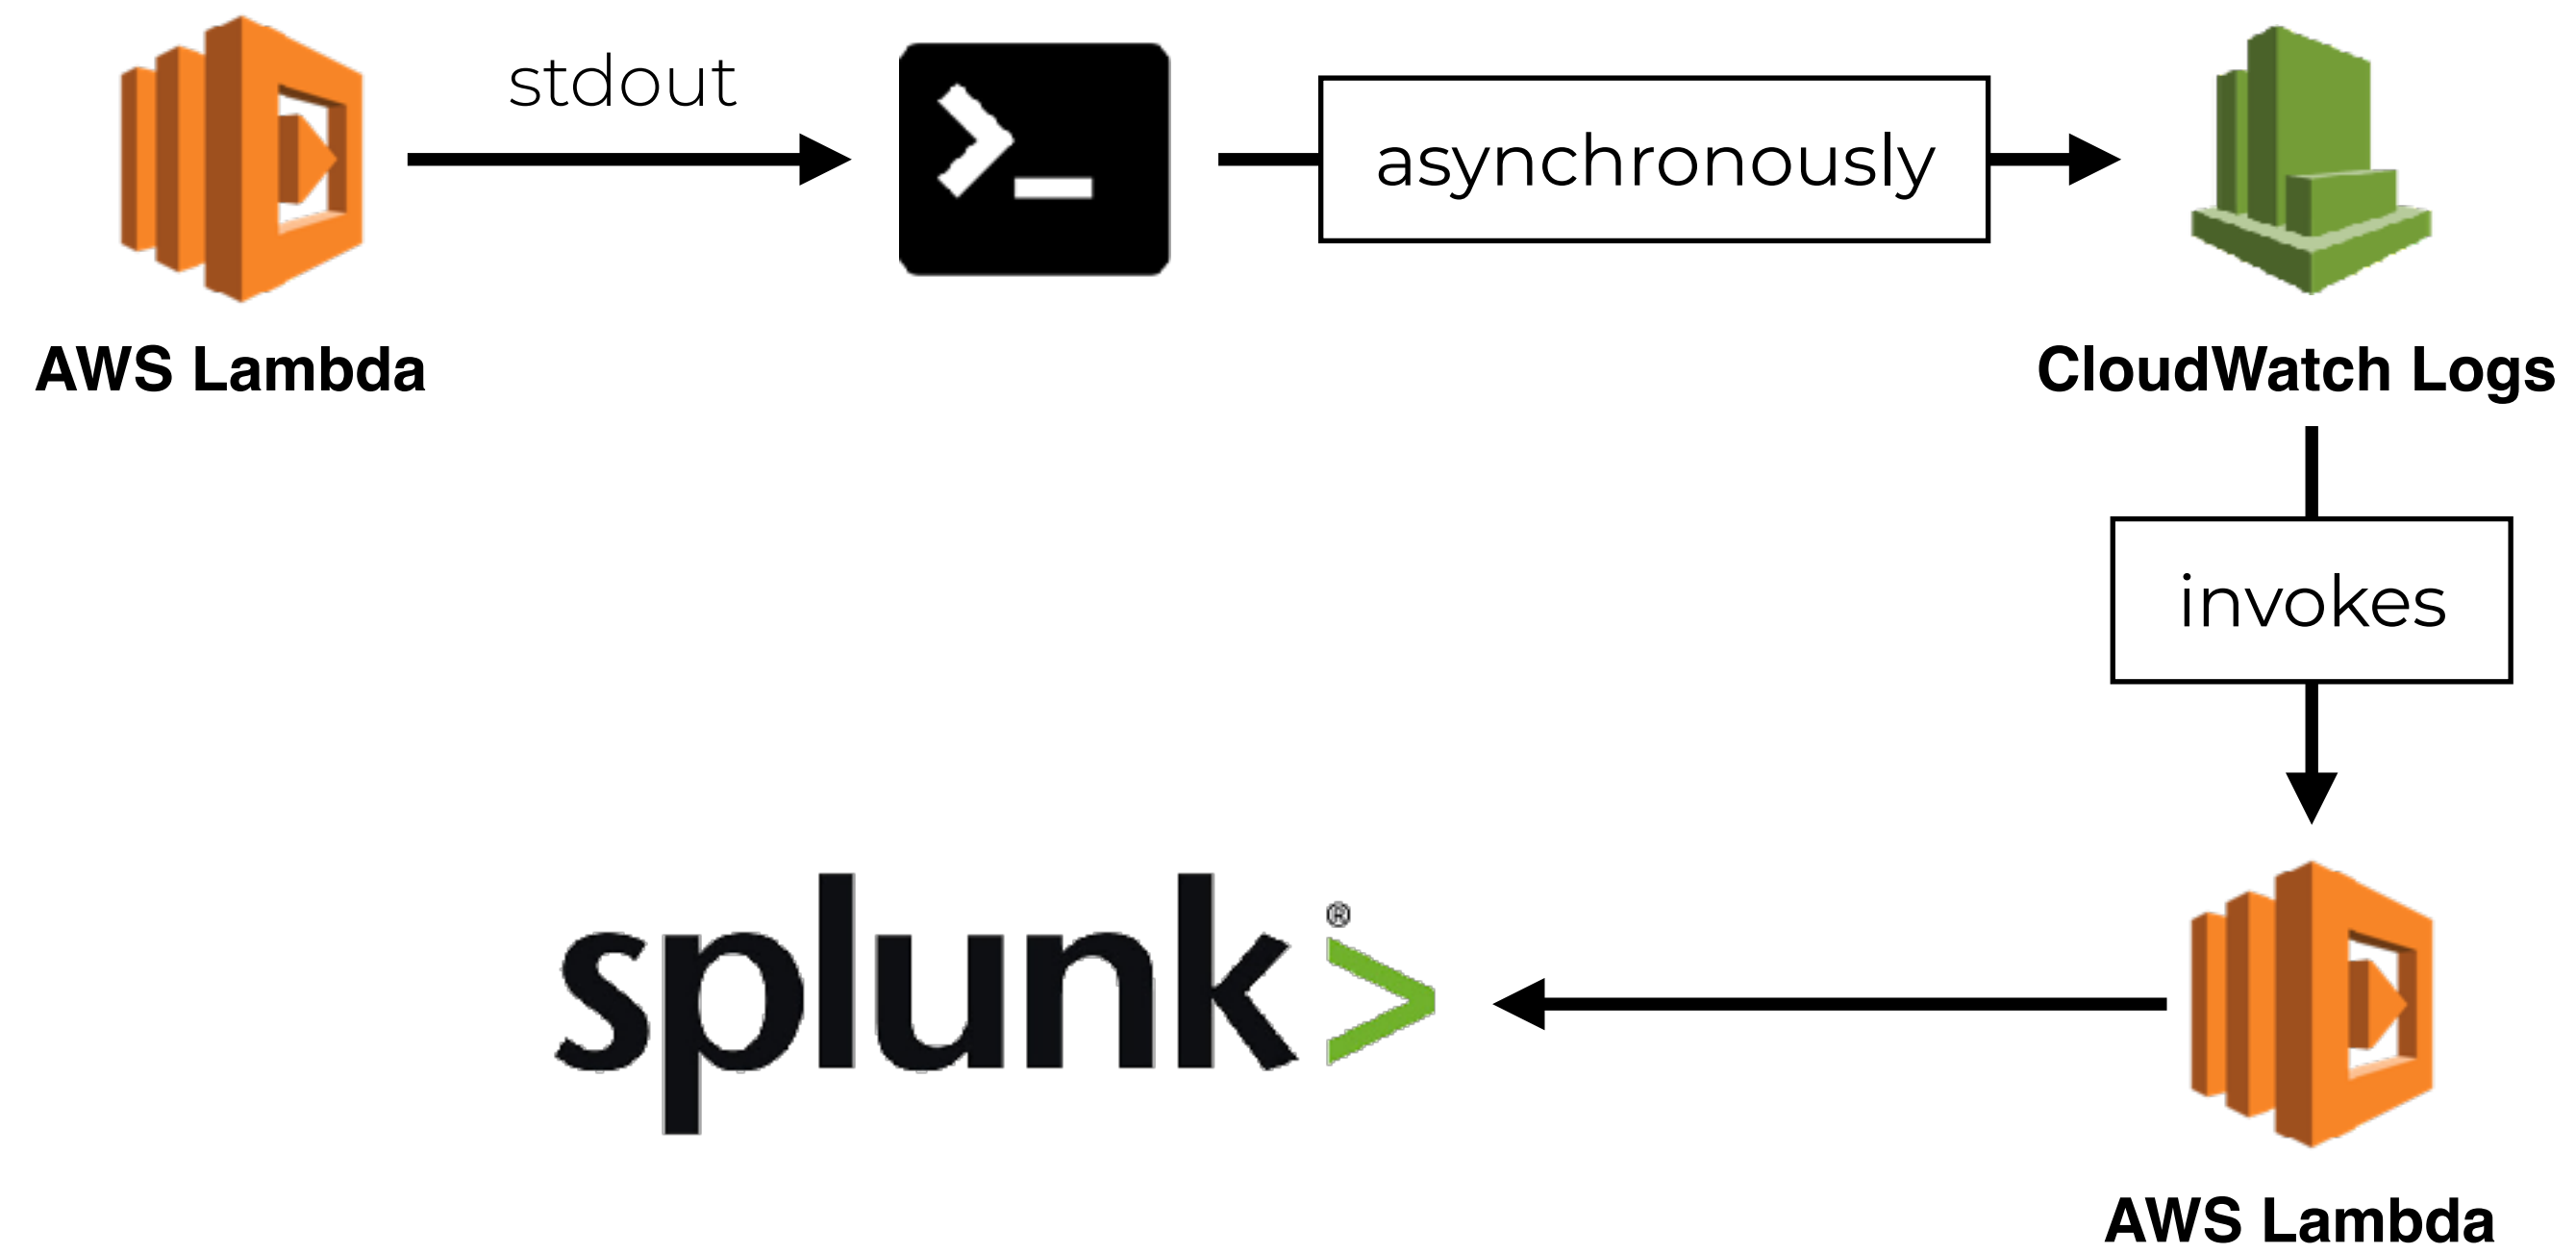 stdout
>_
asynchronously
AWS Lambda
CloudWatch Logs
invokes
splunk>®
AWS Lambda